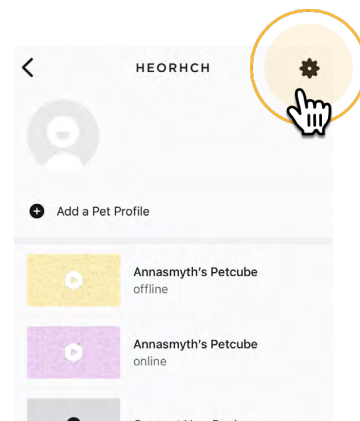 HEORHCH
Add a Pet Profile
Annasmyth's Petcube
offline
Annasmyth's Petcube
online